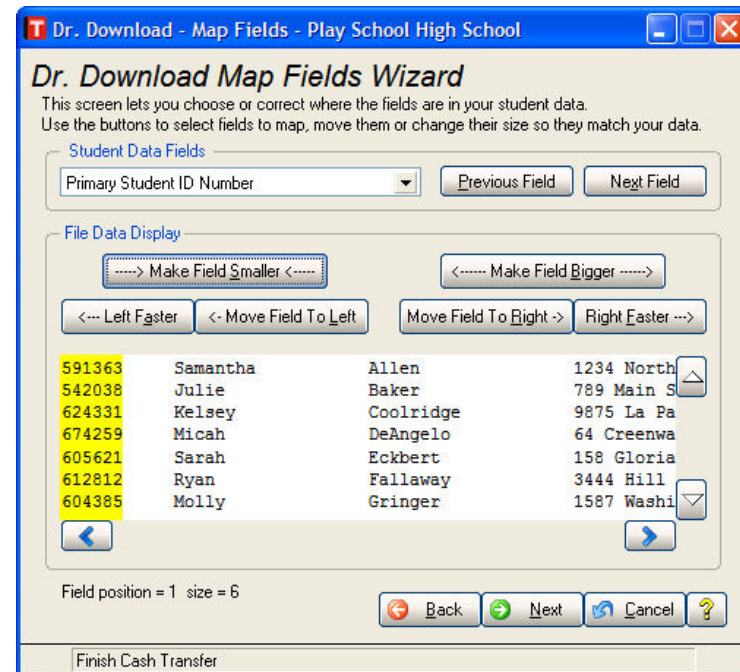 T Dr. Download - Map Fields - Play School High School
Dr. Download Map Fields Wizard
This screen lets you choose or correct where the fields are in your student data.
Use the buttons to select fields to map, move them or change their size so they match your data.
Student Data Fields
Primary Student ID Number Previous Field Next Field
File Data Display
-----> Make Field Smaller <----- <------ Make Field Bigger ------>
<--- Left Faster <- Move Field To Left Move Field To Right -> Right Faster --->
591363 Samantha Allen 1234 North
542038 Julie Baker 789 Main S
624331 Kelsey Coolridge 9875 La Pa
674259 Micah DeAngelo 64 Creenwa
605621 Sarah Eckbert 158 Gloria
612812 Ryan Fallaway 3444 Hill
604385 Molly Gringer 1587 Washi
Field position = 1 size = 6
Back Next Cancel ?
Finish Cash Transfer